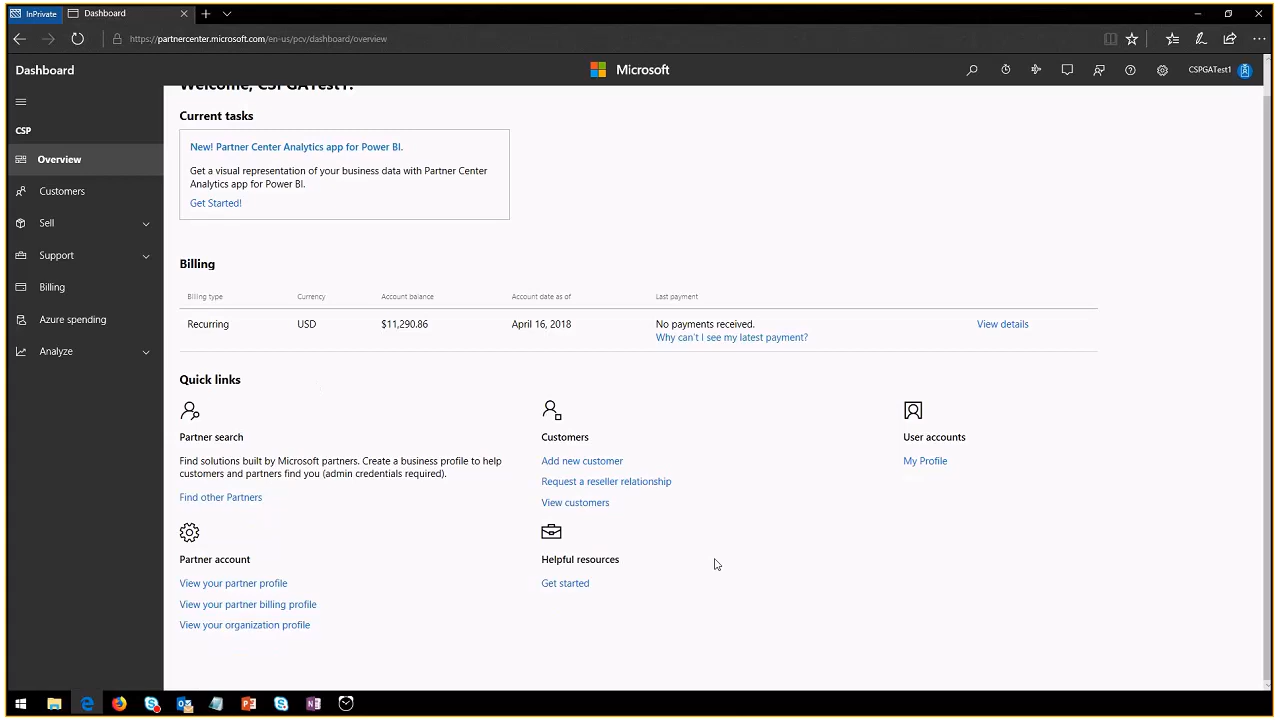 InPrivate
Dashboard
https://partnercenter.microsoft.com/en-us/pcv/dashboard/overview
Dashboard
Microsoft
CSPGATest1
Welcome, CSPGATest1!
CSP
Overview
Customers
Sell
Support
Billing
Azure spending
Analyze
Current tasks
New! Partner Center Analytics app for Power BI.
Get a visual representation of your business data with Partner Center
Analytics app for Power BI.
Get Started!
Billing
Billing type Currency Account balance Account date as of Last payment
Recurring USD $11,290.86 April 16, 2018 No payments received. View details
Why can't I see my latest payment?
Quick links
Partner search
Find solutions built by Microsoft partners. Create a business profile to help
customers and partners find you (admin credentials required).
Find other Partners
Customers
Add new customer
Request a reseller relationship
View customers
User accounts
My Profile
Partner account
View your partner profile
View your partner billing profile
View your organization profile
Helpful resources
Get started